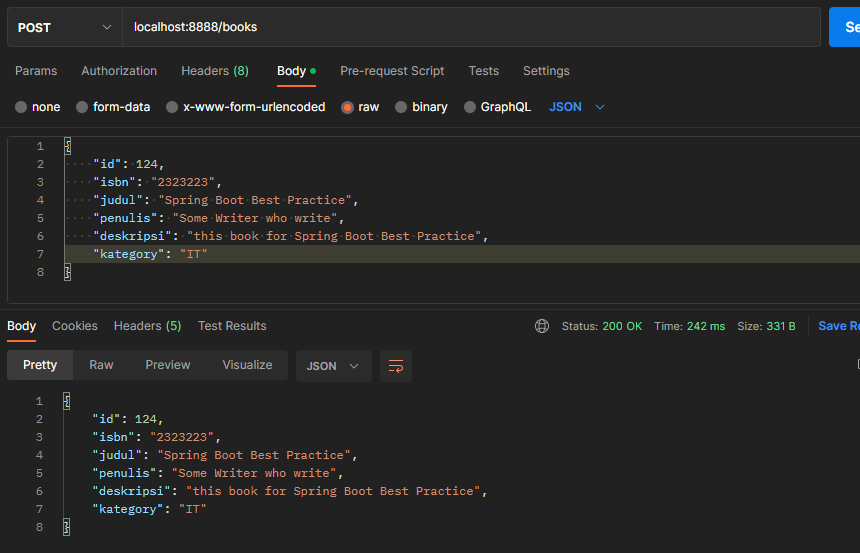 POST localhost:8888/books Se
Params Authorization Headers (8) Body Pre-request Script Tests Settings
none form-data x-www-form-urlencoded raw binary GraphQL JSON
1 {
2 "id": 124,
3 "isbn": "2323223",
4 "judul": "Spring Boot Best Practice",
5 "penulis": "Some Writer who write",
6 "deskripsi": "this book for Spring Boot Best Practice",
7 "kategory": "IT"
8 }
Body Cookies Headers (5) Test Results Status: 200 OK Time: 242 ms Size: 331 B Save Re
Pretty Raw Preview Visualize JSON
1 {
2 "id": 124,
3 "isbn": "2323223",
4 "judul": "Spring Boot Best Practice",
5 "penulis": "Some Writer who write",
6 "deskripsi": "this book for Spring Boot Best Practice",
7 "kategory": "IT"
8 }